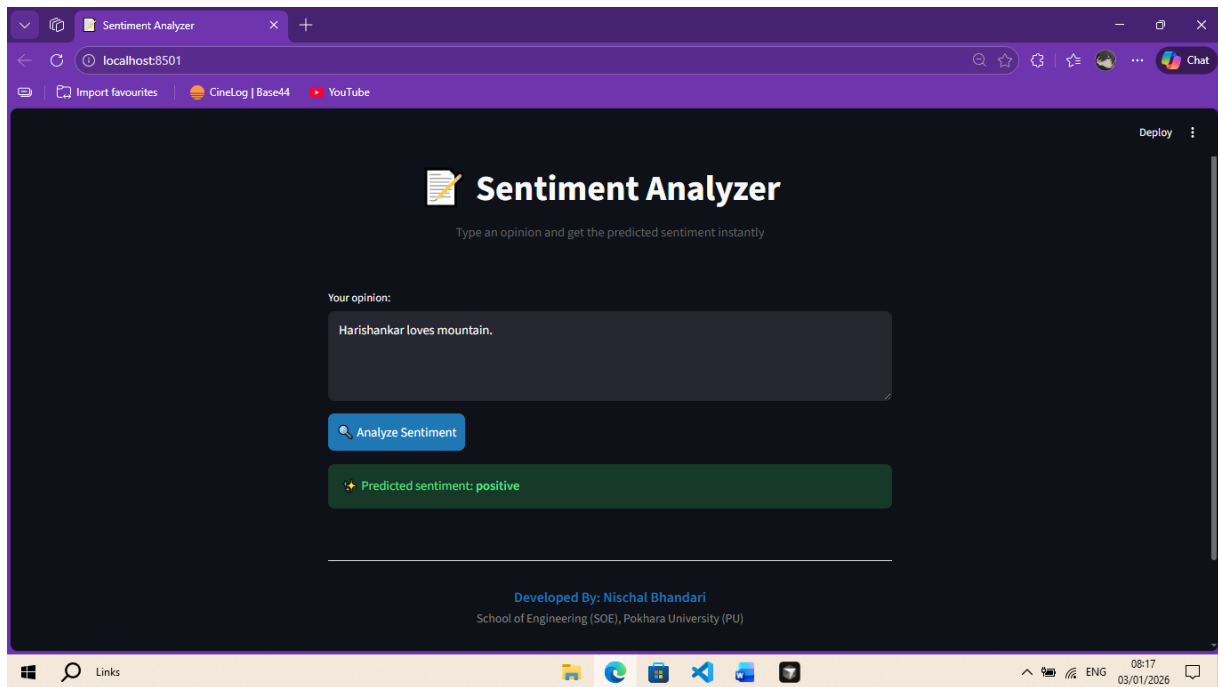 Sentiment Analyzer
localhost:8501
Chat
Import favourites
CineLog | Base44
YouTube
Deploy
Sentiment Analyzer
Type an opinion and get the predicted sentiment instantly
Your opinion:
Harishankar loves mountain.
Analyze Sentiment
Predicted sentiment: positive
Developed By: Nischal Bhandari
School of Engineering (SOE), Pokhara University (PU)
Links
ENG
08:17
03/01/2026